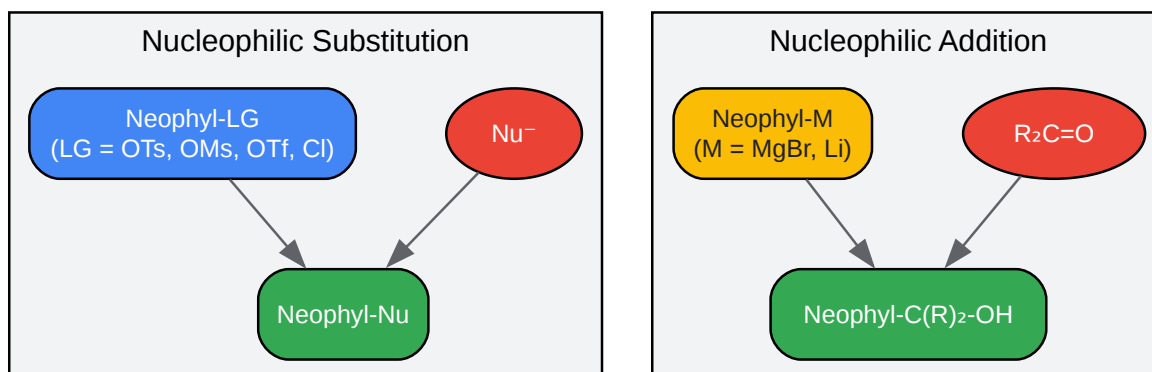 Nucleophilic Substitution
Neophyl-LG
(LG = OTs, OMs, OTf, Cl)
Nu⁻
Neophyl-Nu
Nucleophilic Addition
Neophyl-M
(M = MgBr, Li)
R₂C=O
Neophyl-C(R)₂-OH